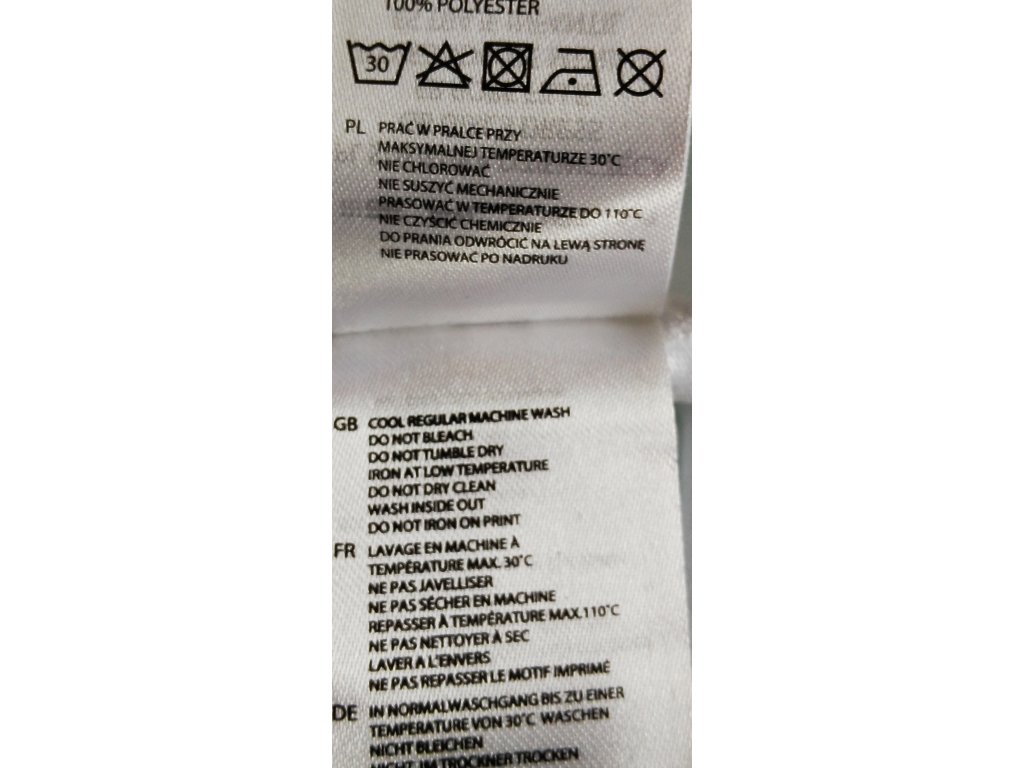 100% POLYESTER
30
PL PRAĆ W PRALCE PRZY
MAKSYMALNEJ TEMPERATURZE 30°C
NIE CHLOROWAĆ
NIE SUSZYĆ MECHANICZNIE
PRASOWAĆ W TEMPERATURZE DO 110°C
NIE CZYŚCIĆ CHEMICZNIE
DO PRANIA ODWRÓCIĆ NA LEWĄ STRONĘ
NIE PRASOWAĆ PO NADRUKU
GB COOL REGULAR MACHINE WASH
DO NOT BLEACH
DO NOT TUMBLE DRY
IRON AT LOW TEMPERATURE
DO NOT DRY CLEAN
WASH INSIDE OUT
DO NOT IRON ON PRINT
FR LAVAGE EN MACHINE À
TEMPÉRATURE MAX. 30°C
NE PAS JAVELLISER
NE PAS SÉCHER EN MACHINE
REPASSER À TEMPÉRATURE MAX.110°C
NE PAS NETTOYER À SEC
LAVER A L'ENVERS
NE PAS REPASSER LE MOTIF IMPRIMÉ
DE IN NORMALWASCHGANG BIS ZU EINER
TEMPERATURE VON 30°C WASCHEN
NICHT BLEICHEN
NICHT IM TROCKNER TROCKEN